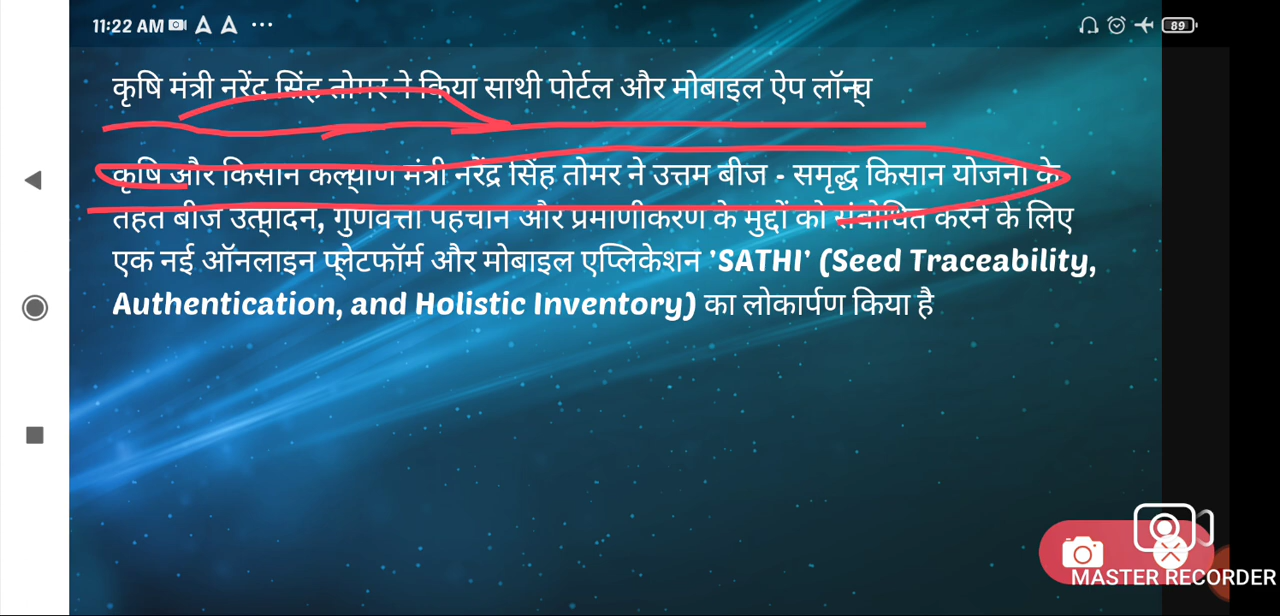 11:22 AM
89
कृषि मंत्री नरेंद्र सिंह तोमर ने किया साथी पोर्टल और मोबाइल ऐप लॉन्च
कृषि और किसान कल्याण मंत्री नरेंद्र सिंह तोमर ने उत्तम बीज - समृद्ध किसान योजना के
तहत बीज उत्पादन, गुणवत्ता पहचान और प्रमाणीकरण के मुद्दों को संबोधित करने के लिए
एक नई ऑनलाइन प्लेटफॉर्म और मोबाइल एप्लिकेशन 'SATHI' (Seed Traceability,
Authentication, and Holistic Inventory) का लोकार्पण किया है
MASTER RECORDER